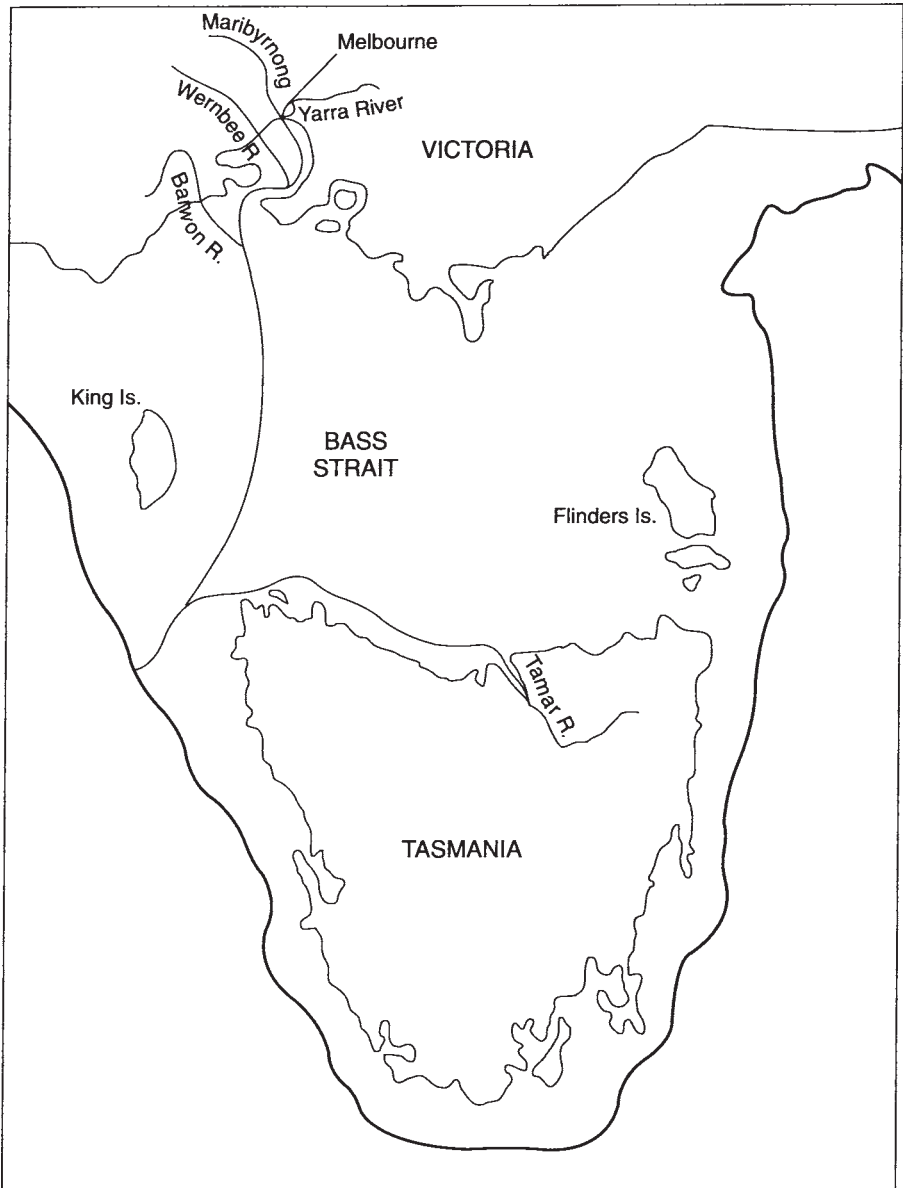 Maribyrnong
Melbourne
Wernbee R
Yarra River
VICTORIA
Barwon R.
King Is.
BASS
STRAIT
Flinders Is.
Tamar R.
TASMANIA